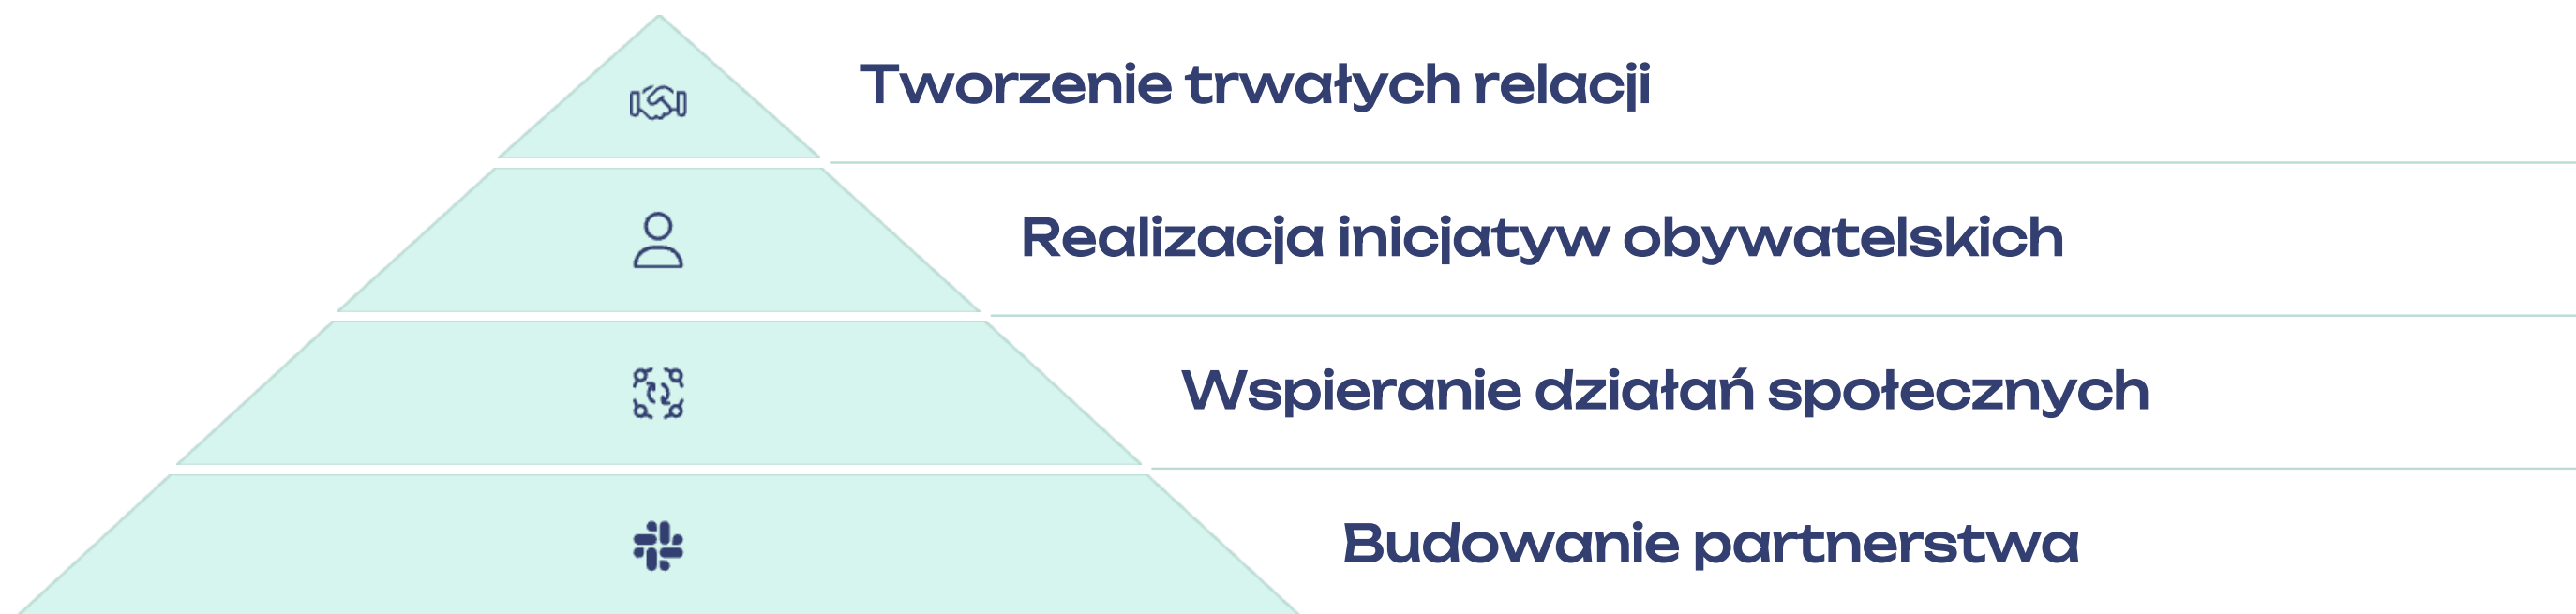 Tworzenie trwałych relacji
Realizacja inicjatyw obywatelskich
Wspieranie działań społecznych
Budowanie partnerstwa